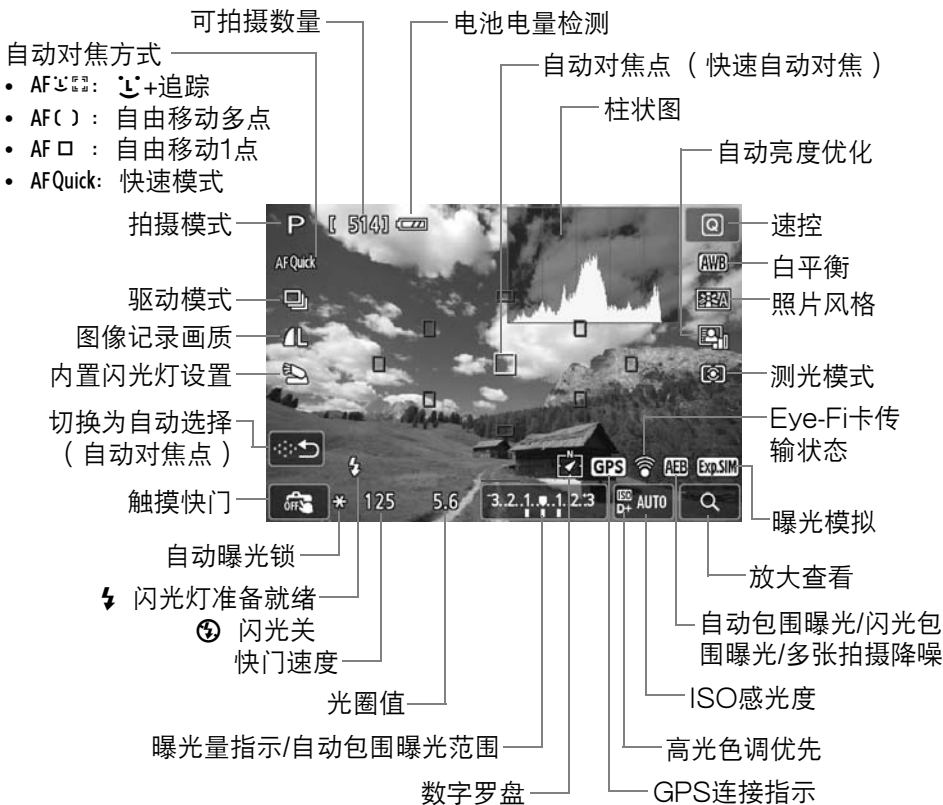 可拍摄数量
电池电量检测
自动对焦方式
• AF: +追踪
• AF( ): 自由移动多点
• AF□ : 自由移动1点
• AFQuick: 快速模式
自动对焦点（快速自动对焦）
柱状图
自动亮度优化
拍摄模式
P [ 514]
Q
速控
AFQuick
AWB
白平衡
驱动模式
A
照片风格
图像记录画质
L
内置闪光灯设置
测光模式
切换为自动选择
（自动对焦点）
Eye-Fi卡传
输状态
N GPS AEB Exp.SIM
触摸快门
OFF * 125 5.6 3..2..1..0..1..2..3 ISO D+ AUTO
曝光模拟
自动曝光锁
放大查看
闪光灯准备就绪
闪光关
快门速度
自动包围曝光/闪光包
围曝光/多张拍摄降噪
光圈值
ISO感光度
曝光量指示/自动包围曝光范围
高光色调优先
数字罗盘
GPS连接指示